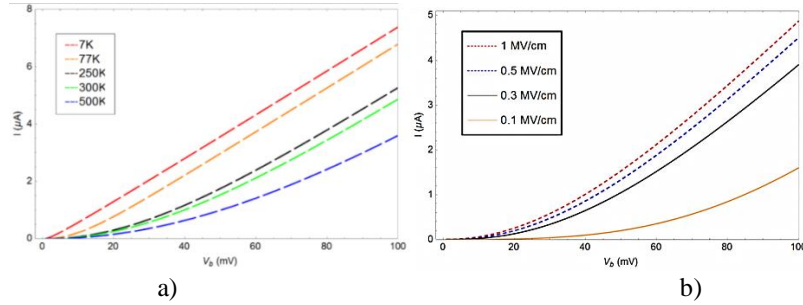 8
6
4
2
0
I (μA)
7K
77K
250K
300K
500K
0 20 40 60 80 100
V_b (mV)
a)
5
4
3
2
1
0
I (μA)
1 MV/cm
0.5 MV/cm
0.3 MV/cm
0.1 MV/cm
0 20 40 60 80 100
V_b (mV)
b)